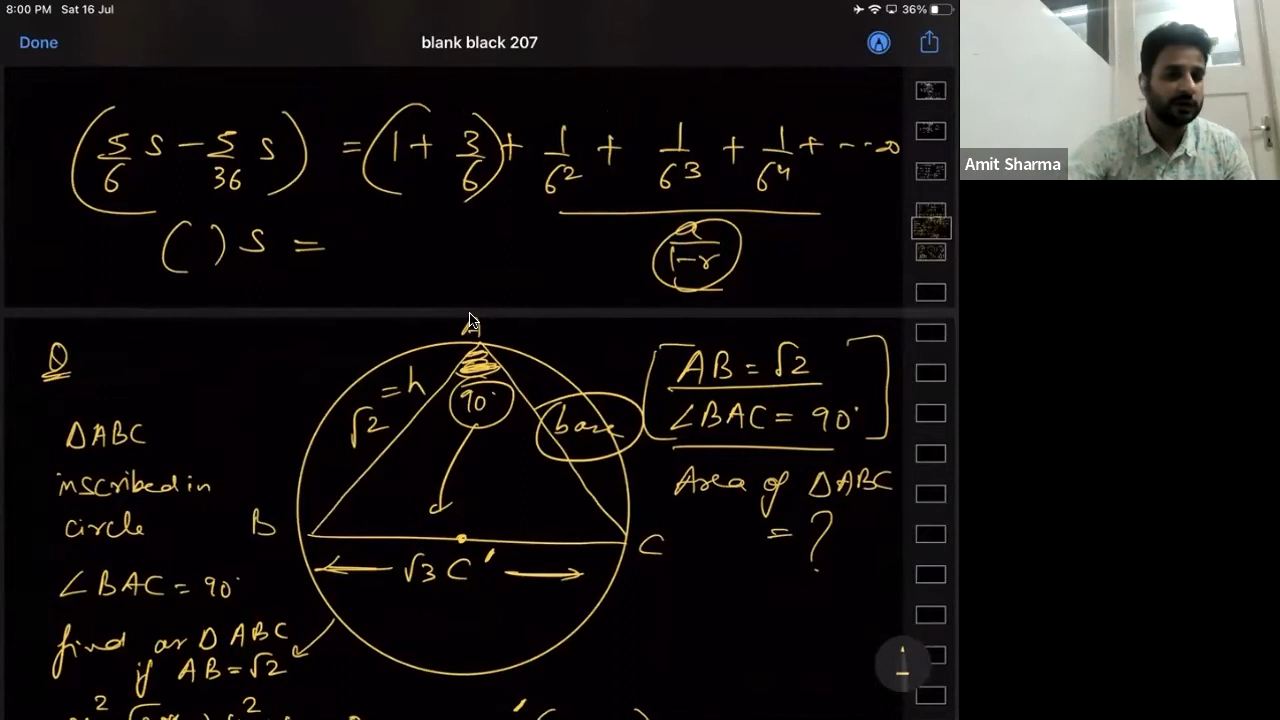 8:00 PM Sat 16 Jul 36%
Done blank black 207
(5/6 s − 5/36 s) = (1 + 3/6) + 1/6² + 1/6³ + 1/6⁴ + ---∞
( ) s = a/1−r
Amit Sharma
Q
A
√2 = h
90°
base
AB = √2
∠BAC = 90°
ΔABC
inscribed in
circle
∠BAC = 90°
find ar Δ ABC
if AB = √2
B
C
√3 C'
Area of ΔABC
= ?